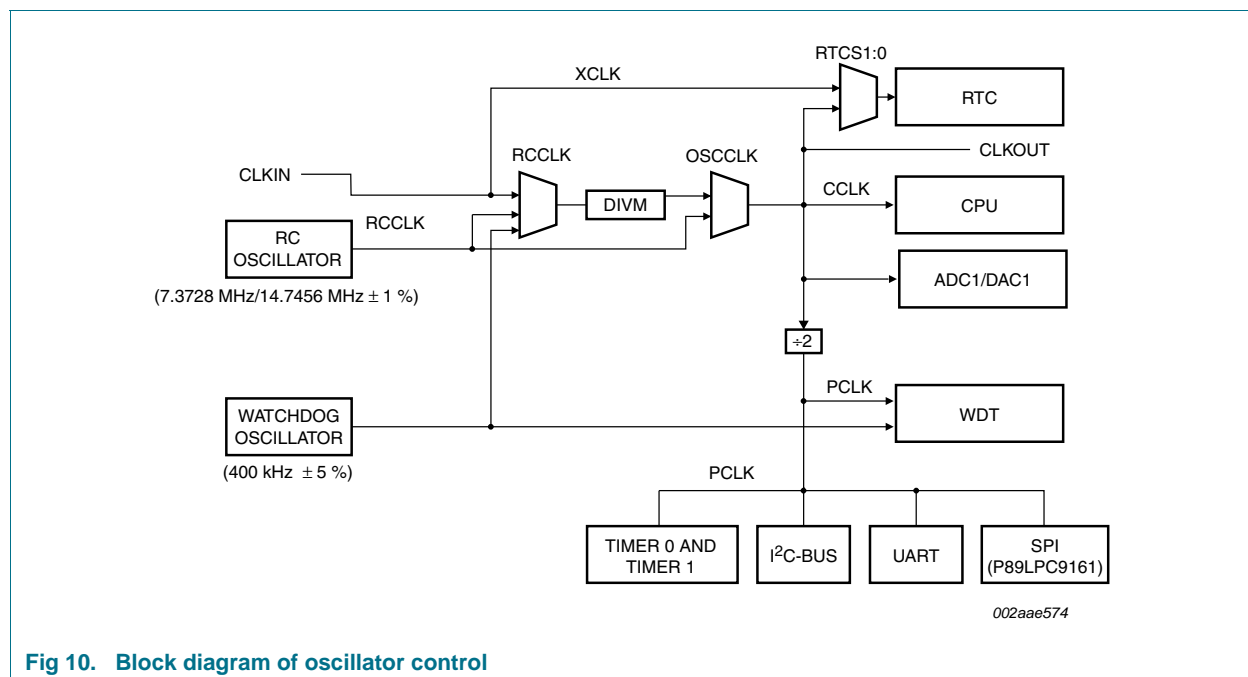 RTCS1:0
XCLK
RTC
RCCLK
OSCCLK
CLKOUT
CLKIN
CCLK
DIVM
CPU
RCCLK
RC
OSCILLATOR
(7.3728 MHz/14.7456 MHz ± 1 %)
ADC1/DAC1
÷2
PCLK
WATCHDOG
OSCILLATOR
WDT
(400 kHz ± 5 %)
PCLK
TIMER 0 AND
TIMER 1
I²C-BUS
UART
SPI
(P89LPC9161)
002aae574
Fig 10. Block diagram of oscillator control